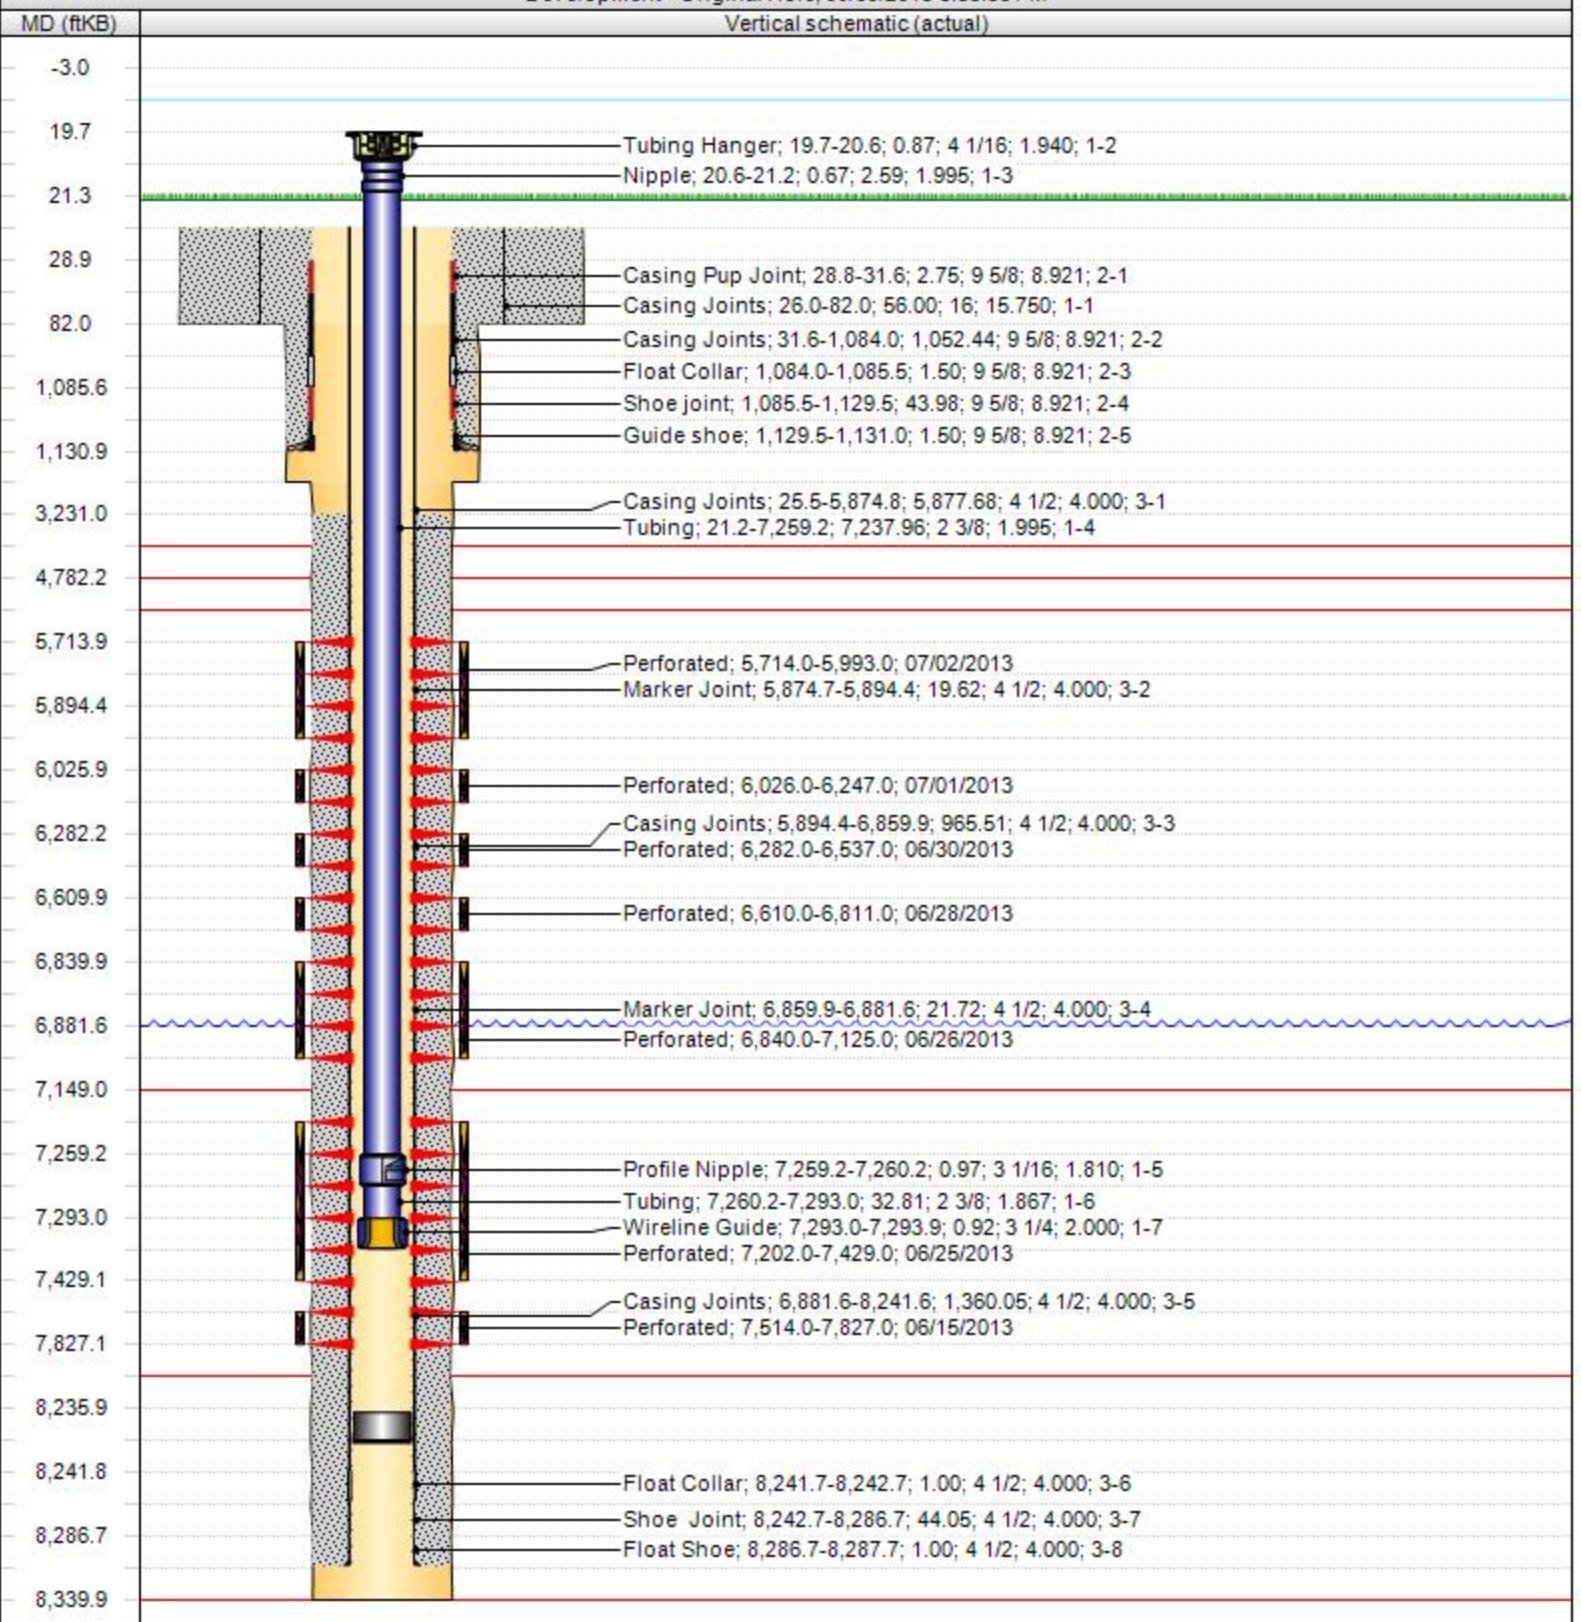 MD (ftKB)
Vertical schematic (actual)
-3.0
19.7
Tubing Hanger; 19.7-20.6; 0.87; 4 1/16; 1.940; 1-2
Nipple; 20.6-21.2; 0.67; 2.59; 1.995; 1-3
21.3
28.9
Casing Pup Joint; 28.8-31.6; 2.75; 9 5/8; 8.921; 2-1
Casing Joints; 26.0-82.0; 56.00; 16; 15.750; 1-1
82.0
Casing Joints; 31.6-1,084.0; 1,052.44; 9 5/8; 8.921; 2-2
Float Collar; 1,084.0-1,085.5; 1.50; 9 5/8; 8.921; 2-3
1,085.6
Shoe joint; 1,085.5-1,129.5; 43.98; 9 5/8; 8.921; 2-4
Guide shoe; 1,129.5-1,131.0; 1.50; 9 5/8; 8.921; 2-5
1,130.9
Casing Joints; 25.5-5,874.8; 5,877.68; 4 1/2; 4.000; 3-1
3,231.0
Tubing; 21.2-7,259.2; 7,237.96; 2 3/8; 1.995; 1-4
4,782.2
5,713.9
Perforated; 5,714.0-5,993.0; 07/02/2013
Marker Joint; 5,874.7-5,894.4; 19.62; 4 1/2; 4.000; 3-2
5,894.4
6,025.9
Perforated; 6,026.0-6,247.0; 07/01/2013
Casing Joints; 5,894.4-6,859.9; 965.51; 4 1/2; 4.000; 3-3
6,282.2
Perforated; 6,282.0-6,537.0; 06/30/2013
6,609.9
Perforated; 6,610.0-6,811.0; 06/28/2013
6,839.9
Marker Joint; 6,859.9-6,881.6; 21.72; 4 1/2; 4.000; 3-4
6,881.6
Perforated; 6,840.0-7,125.0; 06/26/2013
7,149.0
7,259.2
Profile Nipple; 7,259.2-7,260.2; 0.97; 3 1/16; 1.810; 1-5
Tubing; 7,260.2-7,293.0; 32.81; 2 3/8; 1.867; 1-6
7,293.0
Wireline Guide; 7,293.0-7,293.9; 0.92; 3 1/4; 2.000; 1-7
Perforated; 7,202.0-7,429.0; 06/25/2013
7,429.1
Casing Joints; 6,881.6-8,241.6; 1,360.05; 4 1/2; 4.000; 3-5
Perforated; 7,514.0-7,827.0; 06/15/2013
7,827.1
8,235.9
8,241.8
Float Collar; 8,241.7-8,242.7; 1.00; 4 1/2; 4.000; 3-6
Shoe Joint; 8,242.7-8,286.7; 44.05; 4 1/2; 4.000; 3-7
8,286.7
Float Shoe; 8,286.7-8,287.7; 1.00; 4 1/2; 4.000; 3-8
8,339.9